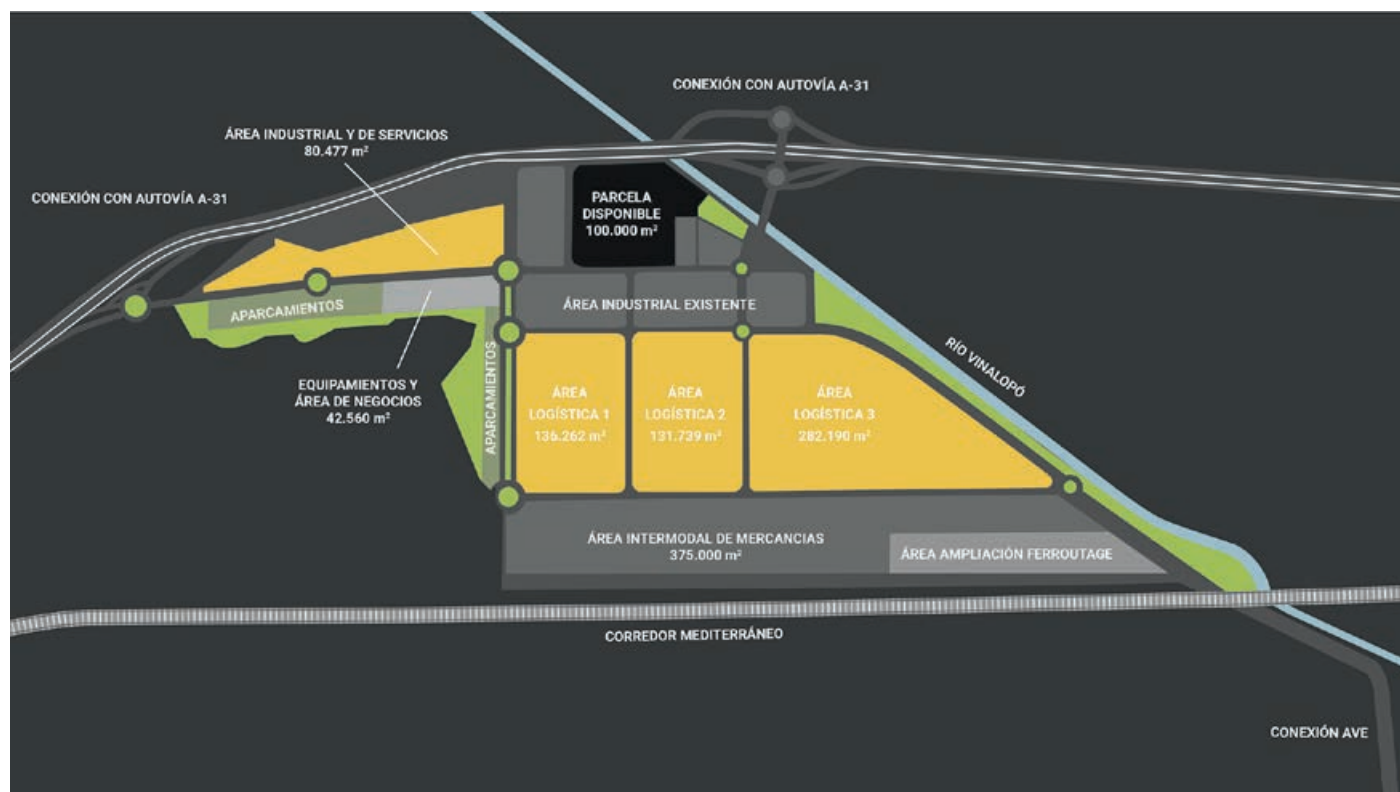 CONEXIÓN CON AUTOVÍA A-31
ÁREA INDUSTRIAL Y DE SERVICIOS
80.477 m²
CONEXIÓN CON AUTOVÍA A-31
PARCELA
DISPONIBLE
100.000 m²
APARCAMIENTOS
ÁREA INDUSTRIAL EXISTENTE
EQUIPAMIENTOS Y
ÁREA DE NEGOCIOS
42.560 m²
APARCAMIENTOS
ÁREA
LOGÍSTICA 1
136.262 m²
ÁREA
LOGÍSTICA 2
131.739 m²
ÁREA
LOGÍSTICA 3
282.190 m²
RÍO VINALOPÓ
ÁREA INTERMODAL DE MERCANCIAS
375.000 m²
ÁREA AMPLIACIÓN FERROUTAGE
CORREDOR MEDITERRÁNEO
CONEXIÓN AVE